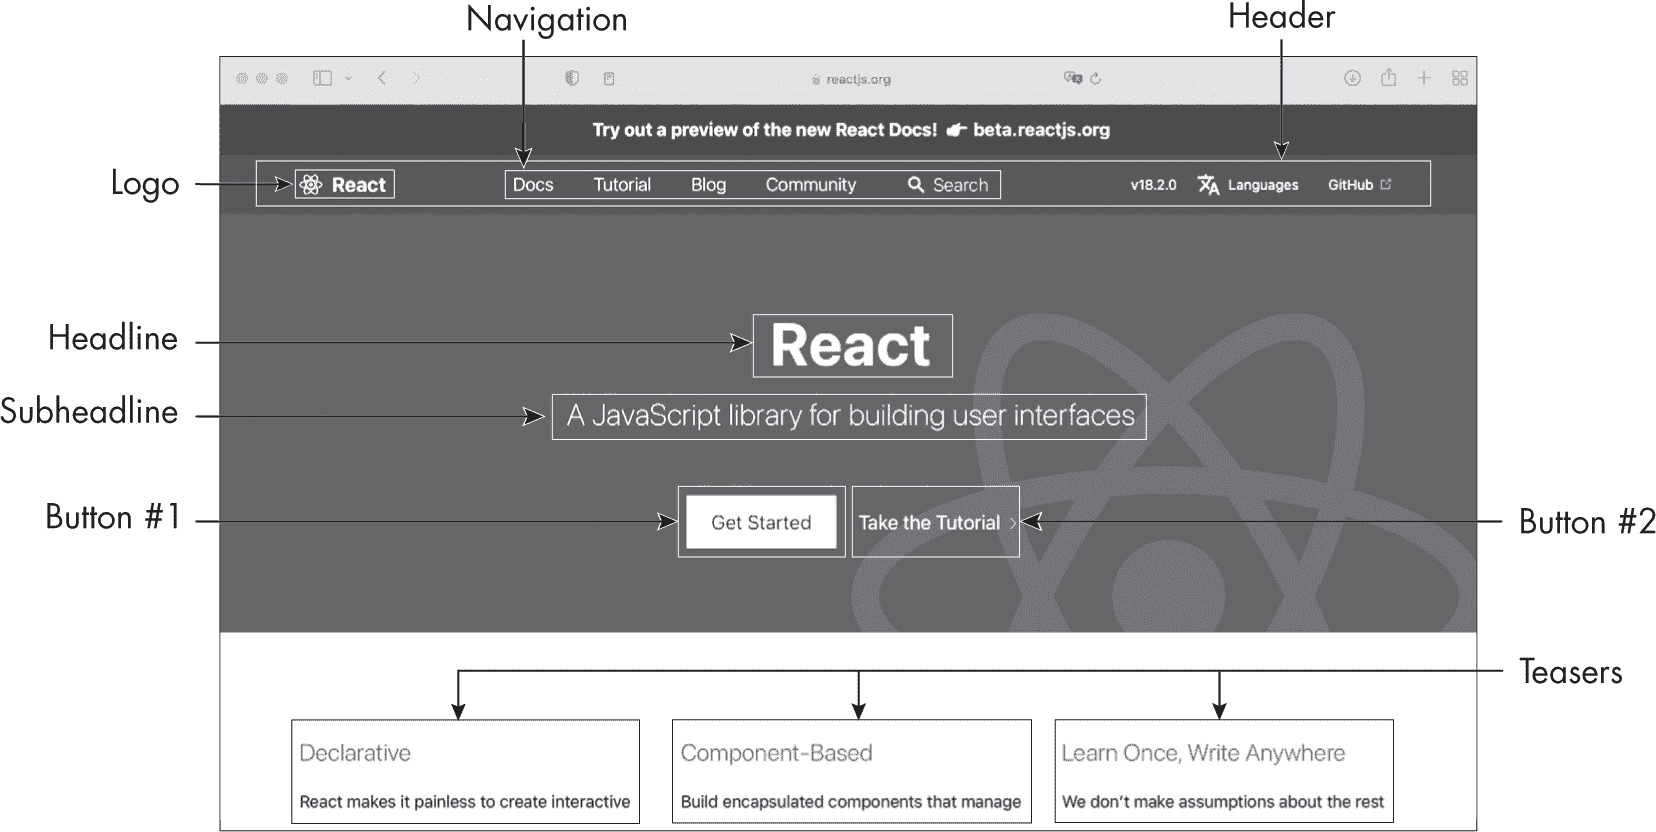 Navigation
Header
reactjs.org
Try out a preview of the new React Docs! beta.reactjs.org
Logo
React
Docs Tutorial Blog Community Search
v18.2.0 Languages GitHub
Headline
React
Subheadline
A JavaScript library for building user interfaces
Button #1
Get Started
Take the Tutorial
Button #2
Teasers
Declarative
Component-Based
Learn Once, Write Anywhere
React makes it painless to create interactive
Build encapsulated components that manage
We don't make assumptions about the rest